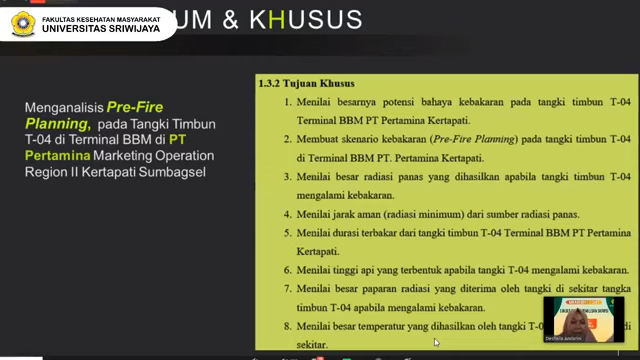 FAKULTAS KESEHATAN MASYARAKAT
UNIVERSITAS SRIWIJAYA
UM & KHUSUS
Menganalisis Pre-Fire
Planning, pada Tangki Timbun
T-04 di Terminal BBM di PT
Pertamina Marketing Operation
Region II Kertapati Sumbagsel
1.3.2 Tujuan Khusus
1. Menilai besarnya potensi bahaya kebakaran pada tangki timbun T-04
Terminal BBM PT Pertamina Kertapati.
2. Membuat skenario kebakaran (Pre-Fire Planning) pada tangki timbun T-04
di Terminal BBM PT. Pertamina Kertapati.
3. Menilai besar radiasi panas yang dihasilkan apabila tangki timbun T-04
mengalami kebakaran.
4. Menilai jarak aman (radiasi minimum) dari sumber radiasi panas.
5. Menilai durasi terbakar dari tangki timbun T-04 Terminal BBM PT Pertamina
Kertapati.
6. Menilai tinggi api yang terbentuk apabila tangki T-04 mengalami kebakaran.
7. Menilai besar paparan radiasi yang diterima oleh tangki di sekitar tangka
timbun T-04 apabila mengalami kebakaran.
8. Menilai besar temperatur yang dihasilkan oleh tangki T-0 di
sekitar.